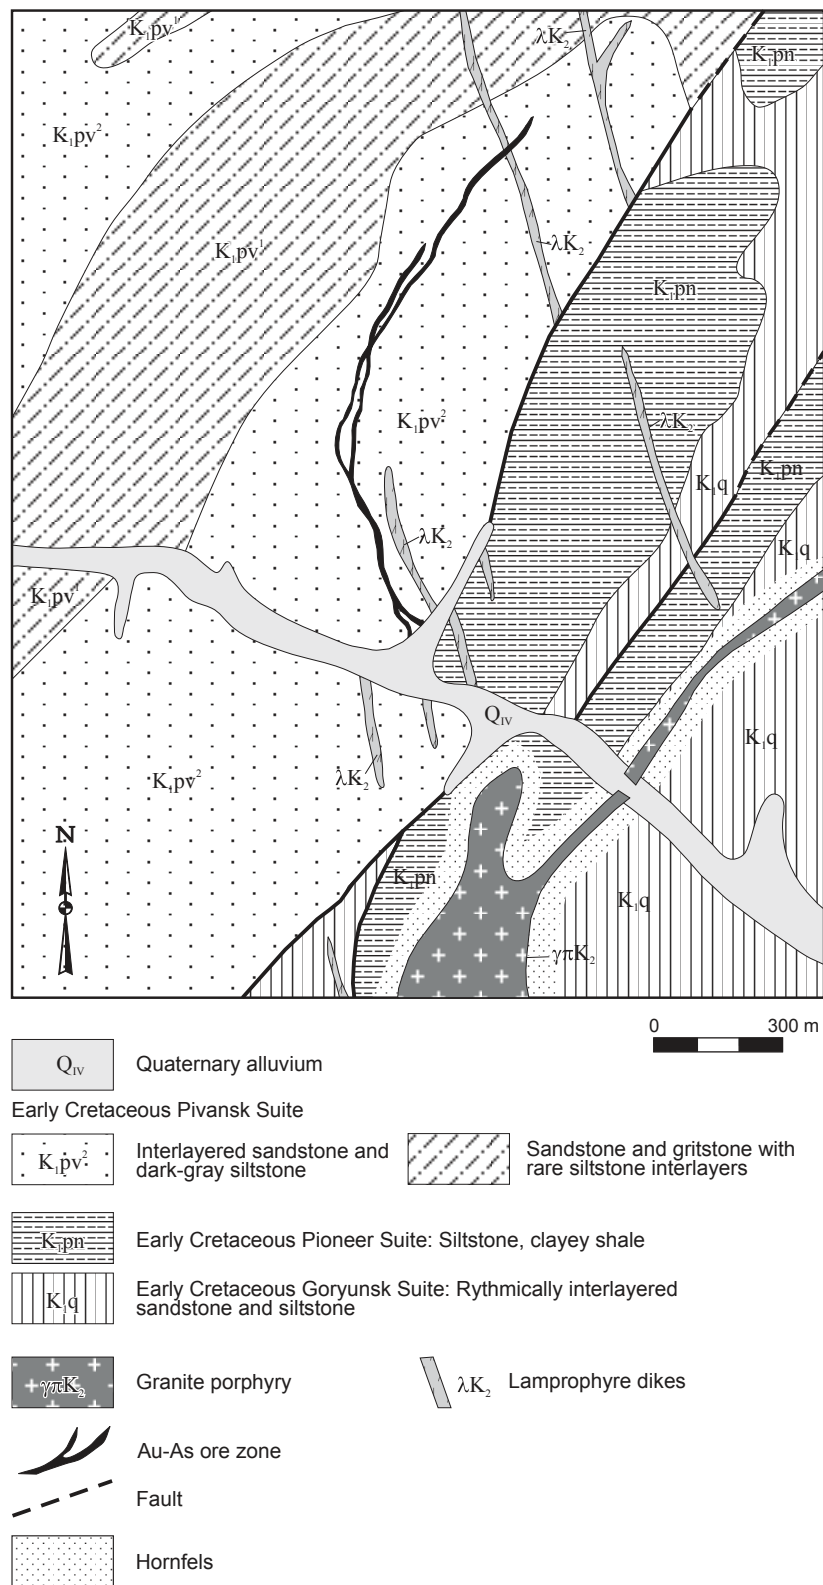 K₁pv¹
λK₂
K₁pn
K₁pv²
K₁pv¹
λK₂
K₁pn
K₁pv²
λK₂
K₁pn
K₁q
λK₂
K₁q
K₁pv¹
Q_IV
K₁q
K₁pv²
λK₂
N
K₁pn
K₁q
γπK₂
0 300 m
Q_IV Quaternary alluvium
Early Cretaceous Pivansk Suite
K₁pv² Interlayered sandstone and
dark-gray siltstone
Sandstone and gritstone with
rare siltstone interlayers
K₁pn Early Cretaceous Pioneer Suite: Siltstone, clayey shale
K₁q Early Cretaceous Goryunsk Suite: Rythmically interlayered
sandstone and siltstone
γπK₂ Granite porphyry
λK₂ Lamprophyre dikes
Au-As ore zone
Fault
Hornfels